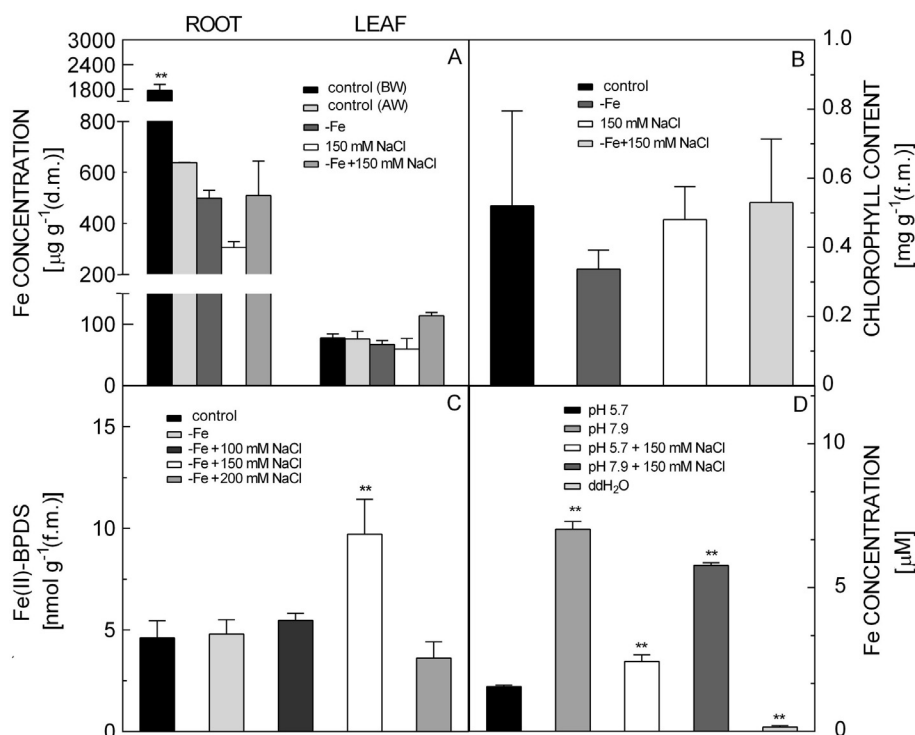 ROOT LEAF
A
3000
2400
1800
800
600
400
200
100
0
**
control (BW)
control (AW)
-Fe
150 mM NaCl
-Fe+150 mM NaCl
Fe CONCENTRATION
[µg g⁻¹(d.m.)]
B
control
-Fe
150 mM NaCl
-Fe+150 mM NaCl
1.0
0.8
0.6
0.4
0.2
0.0
CHLOROPHYLL CONTENT
[mg g⁻¹(f.m.)]
C
15
10
5
0
control
-Fe
-Fe+100 mM NaCl
-Fe+150 mM NaCl
-Fe+200 mM NaCl
**
Fe(II)-BPDS
[nmol g⁻¹(f.m.)]
D
pH 5.7
pH 7.9
pH 5.7 + 150 mM NaCl
pH 7.9 + 150 mM NaCl
ddH₂O
**
**
**
**
10
5
0
Fe CONCENTRATION
[µM]